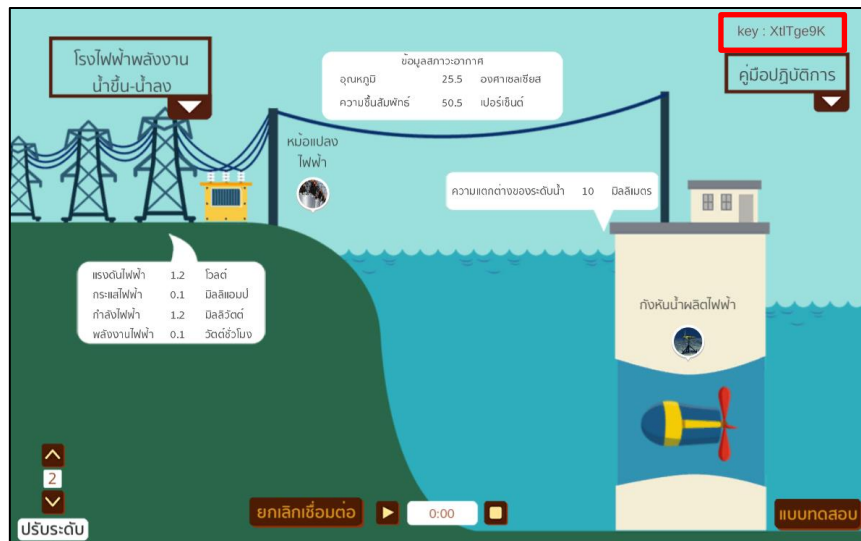 key : XtlTge9K
โรงไฟฟ้าพลังงาน
น้ำขึ้น-น้ำลง
คู่มือปฏิบัติการ
ข้อมูลสภาวะอากาศ
อุณหภูมิ 25.5 องศาเซลเซียส
ความชื้นสัมพัทธ์ 50.5 เปอร์เซ็นต์
หม้อแปลง
ไฟฟ้า
ความแตกต่างของระดับน้ำ 10 มิลลิเมตร
แรงดันไฟฟ้า 1.2 โวลต์
กระแสไฟฟ้า 0.1 มิลลิแอมป์
กำลังไฟฟ้า 1.2 มิลลิวัตต์
พลังงานไฟฟ้า 0.1 วัตต์ชั่วโมง
กังหันน้ำผลิตไฟฟ้า
2
ปรับระดับ
ยกเลิกเชื่อมต่อ
0:00
แบบทดสอบ